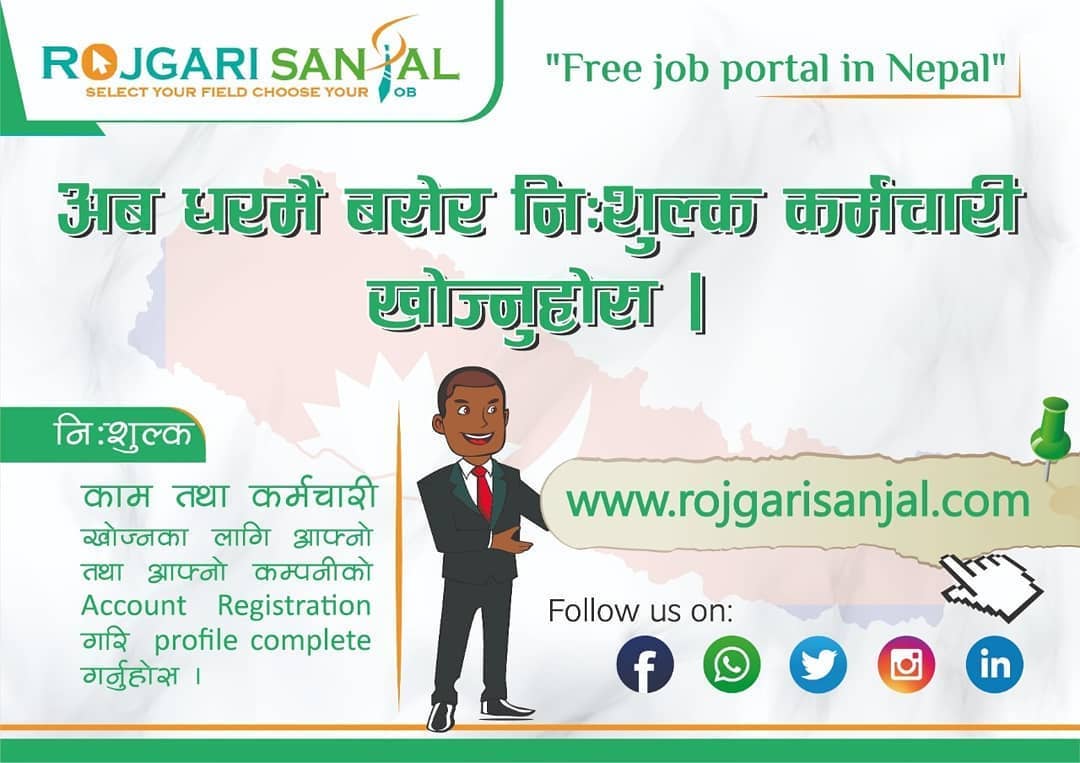 ROJGARI SANJAL
SELECT YOUR FIELD CHOOSE YOUR JOB
"Free job portal in Nepal"
अब घरमै बसेर नि:शुल्क कर्मचारी
खोज्नुहोस |
नि:शुल्क
काम तथा कर्मचारी
खोज्नका लागि आफ्नो
तथा आफ्नो कम्पनीको
Account Registration
गरि profile complete
गर्नुहोस ।
www.rojgarisanjal.com
Follow us on: